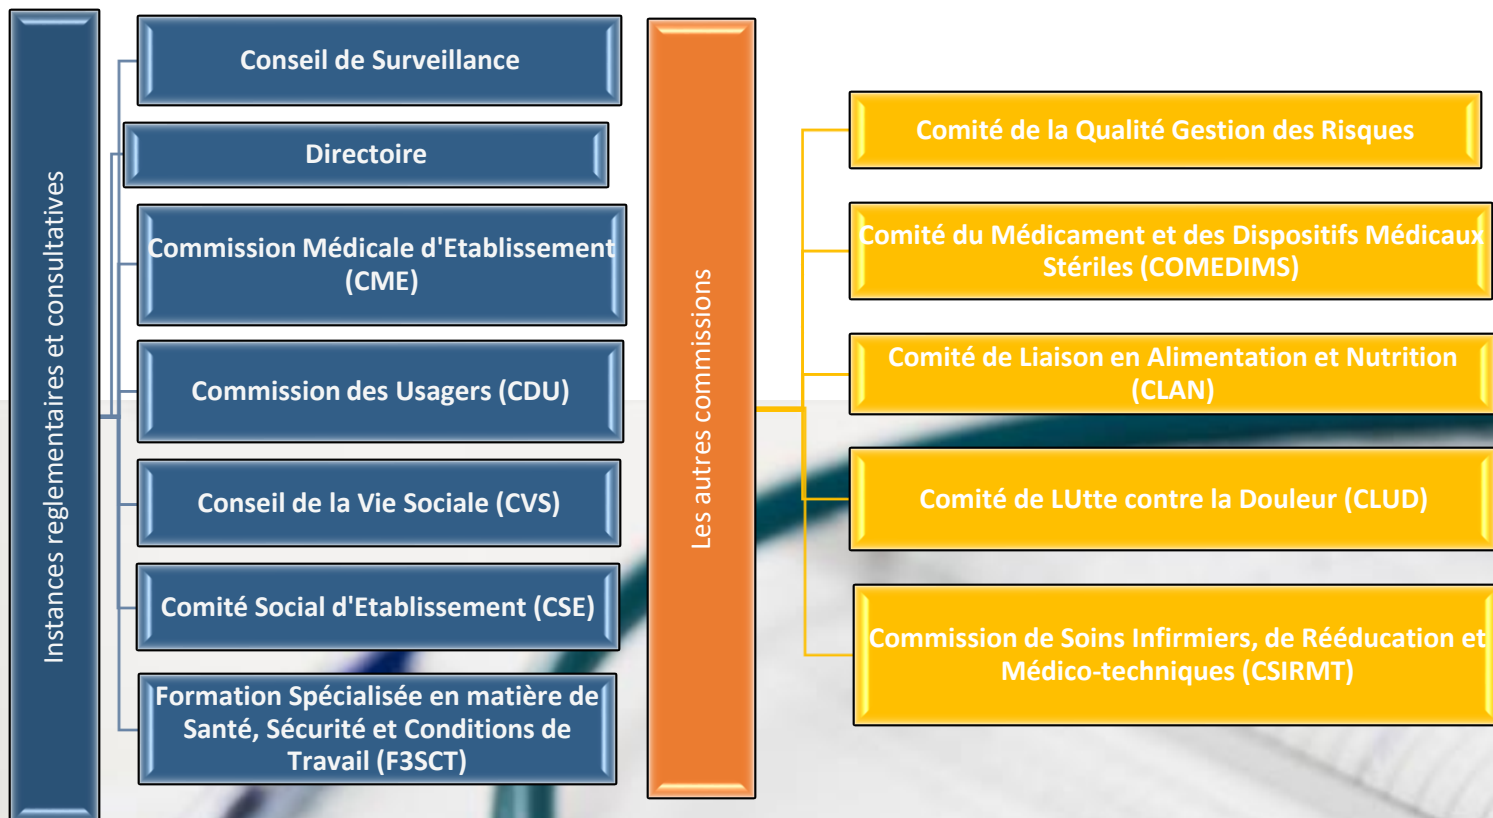 Instances reglementaires et consultatives
Conseil de Surveillance
Directoire
Commission Médicale d'Etablissement
(CME)
Commission des Usagers (CDU)
Conseil de la Vie Sociale (CVS)
Comité Social d'Etablissement (CSE)
Formation Spécialisée en matière de
Santé, Sécurité et Conditions de
Travail (F3SCT)
Les autres commissions
Comité de la Qualité Gestion des Risques
Comité du Médicament et des Dispositifs Médicaux
Stériles (COMEDIMS)
Comité de Liaison en Alimentation et Nutrition
(CLAN)
Comité de LUtte contre la Douleur (CLUD)
Commission de Soins Infirmiers, de Rééducation et
Médico-techniques (CSIRMT)